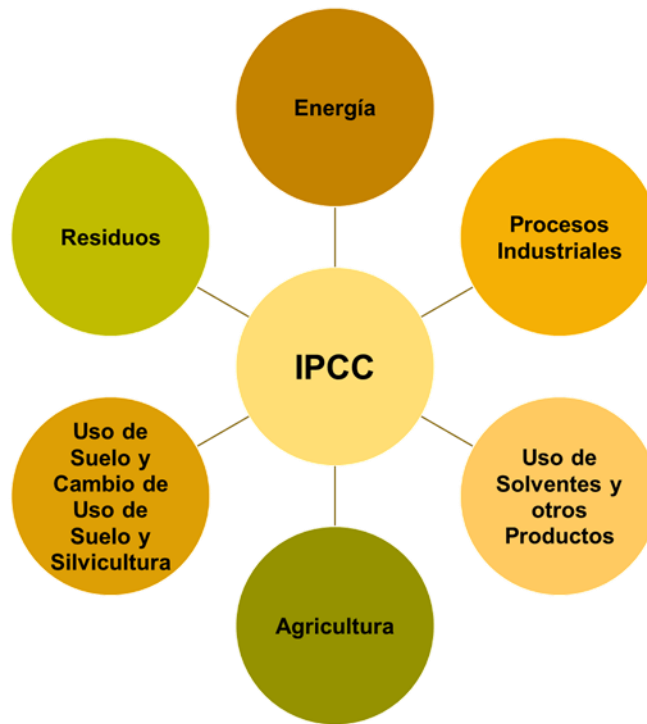 Energía
Procesos
Industriales
Uso de
Solventes y
otros
Productos
Agricultura
Uso de
Suelo y
Cambio de
Uso de
Suelo y
Silvicultura
Residuos
IPCC